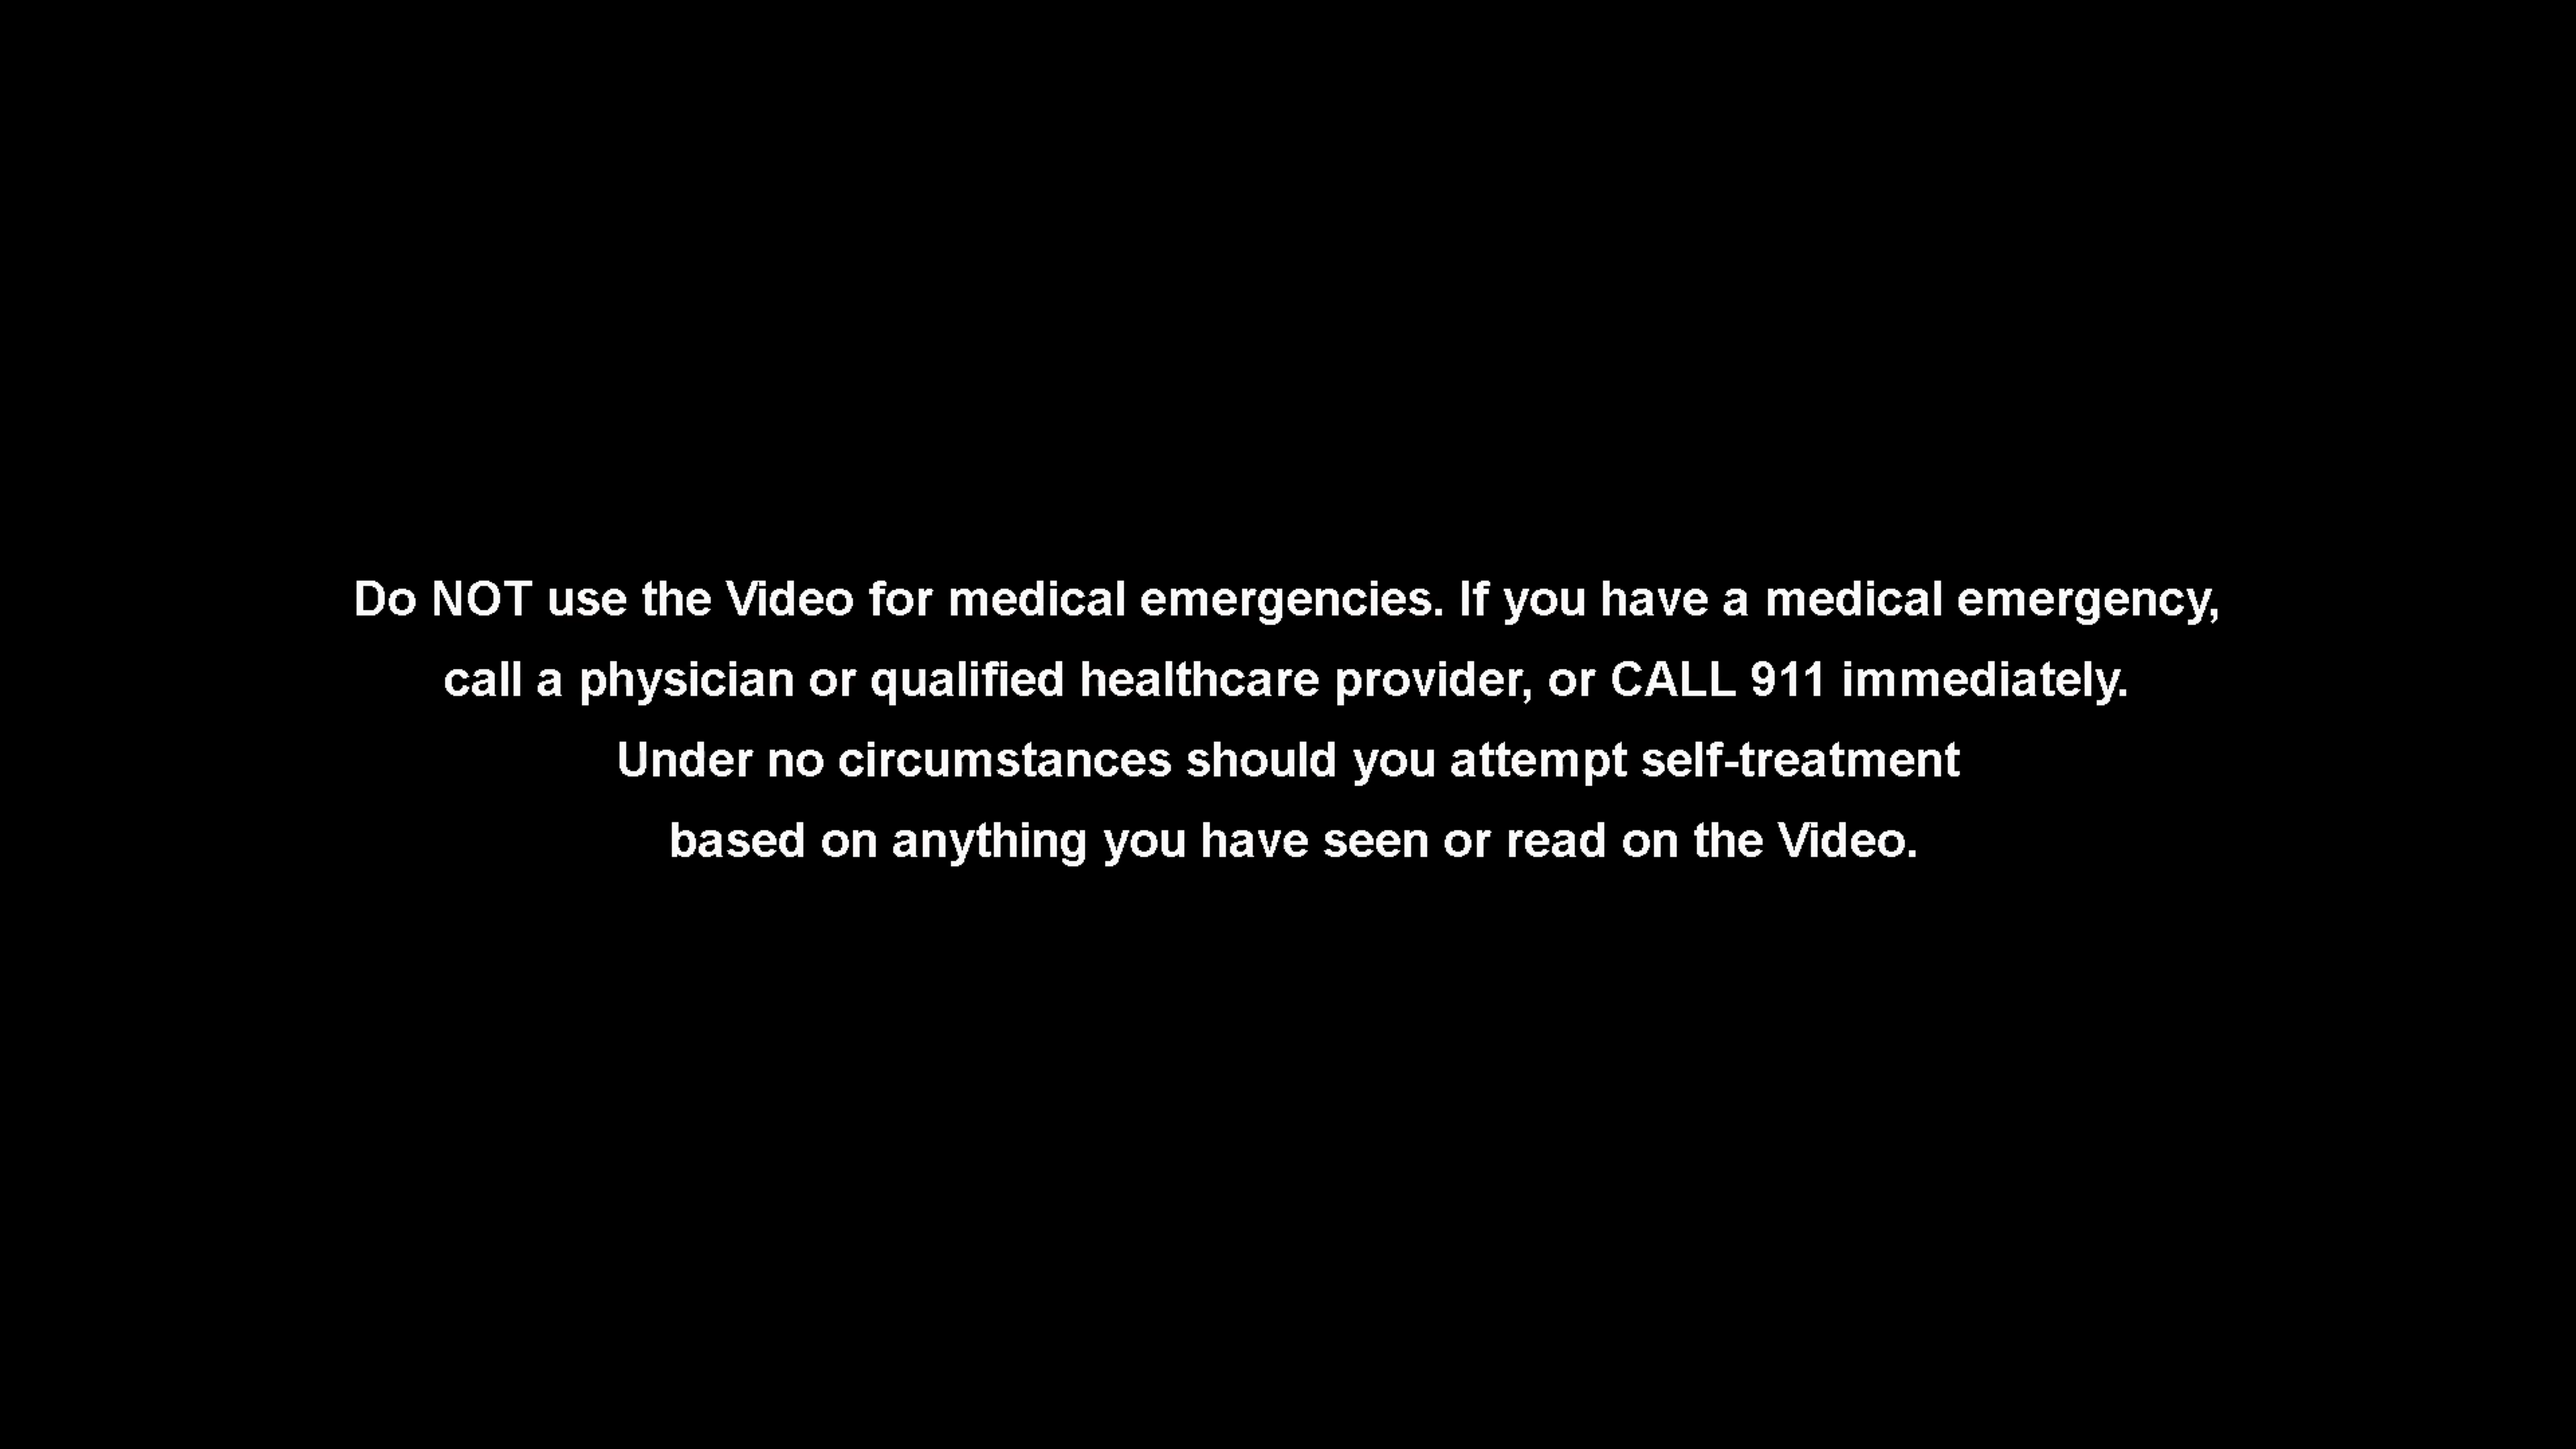 Do NOT use the Video for medical emergencies. If you have a medical emergency,
call a physician or qualified healthcare provider, or CALL 911 immediately.
Under no circumstances should you attempt self-treatment
based on anything you have seen or read on the Video.